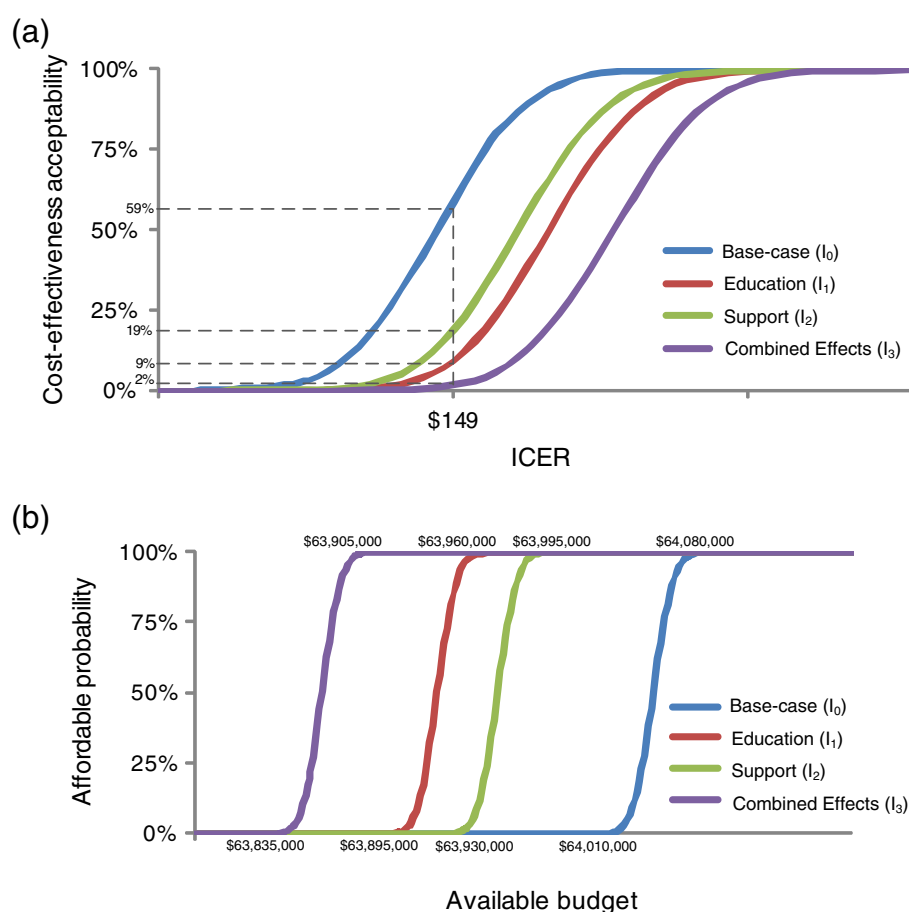 (a)
Cost-effectiveness acceptability
100%
75%
59%
50%
25%
19%
9%
2%
0%
$149
ICER
Base-case (I₀)
Education (I₁)
Support (I₂)
Combined Effects (I₃)
(b)
Affordable probability
$63,905,000 $63,960,000 $63,995,000 $64,080,000
100%
75%
50%
25%
0%
Base-case (I₀)
Education (I₁)
Support (I₂)
Combined Effects (I₃)
$63,835,000 $63,895,000 $63,930,000 $64,010,000
Available budget